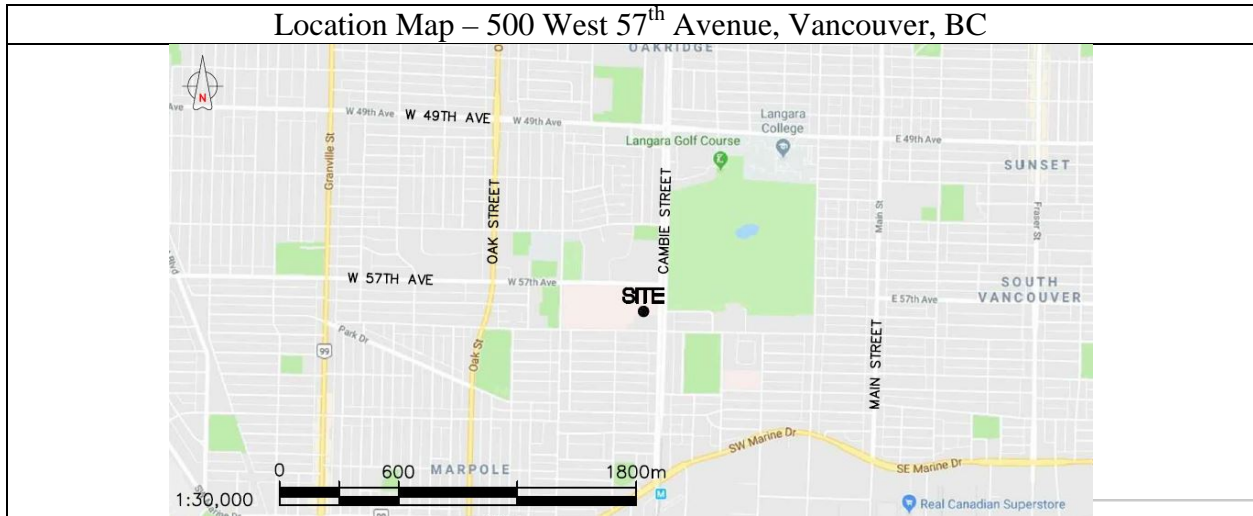 Location Map – 500 West 57th Avenue, Vancouver, BC
OAKRIDGE
N
Ave
W 49th Ave
W 49TH AVE
W 49th Ave
Langara
College
E 49th Ave
Langara Golf Course
SUNSET
Granville St
OAK STREET
CAMBIE STREET
Main St
Fraser St
W 57TH AVE
W 57th Ave
SITE
SOUTH
VANCOUVER
E 57th Ave
Park Dr
99
Oak St
MAIN STREET
SW Marine Dr
SE Marine Dr
MARPOLE
0 600 1800m
1:30,000
M
Real Canadian Superstore
99